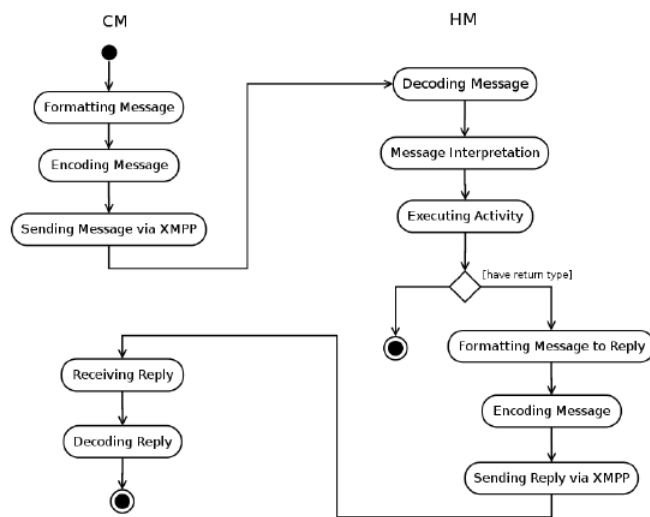 CM
HM
Formatting Message
Encoding Message
Sending Message via XMPP
Decoding Message
Message Interpretation
Executing Activity
[have return type]
Formatting Message to Reply
Encoding Message
Sending Reply via XMPP
Receiving Reply
Decoding Reply